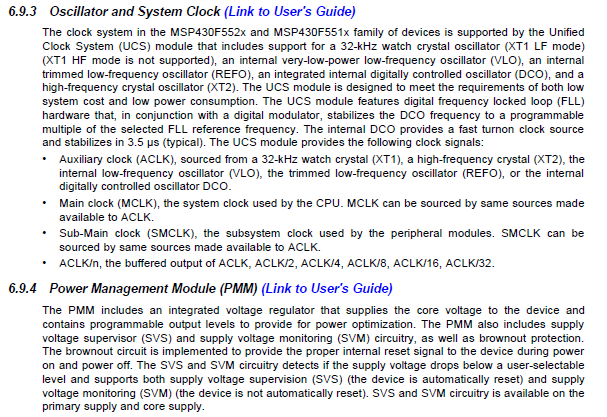 6.9.3 Oscillator and System Clock (Link to User's Guide)
The clock system in the MSP430F552x and MSP430F551x family of devices is supported by the Unified
Clock System (UCS) module that includes support for a 32-kHz watch crystal oscillator (XT1 LF mode)
(XT1 HF mode is not supported), an internal very-low-power low-frequency oscillator (VLO), an internal
trimmed low-frequency oscillator (REFO), an integrated internal digitally controlled oscillator (DCO), and a
high-frequency crystal oscillator (XT2). The UCS module is designed to meet the requirements of both low
system cost and low power consumption. The UCS module features digital frequency locked loop (FLL)
hardware that, in conjunction with a digital modulator, stabilizes the DCO frequency to a programmable
multiple of the selected FLL reference frequency. The internal DCO provides a fast turnon clock source
and stabilizes in 3.5 µs (typical). The UCS module provides the following clock signals:
• Auxiliary clock (ACLK), sourced from a 32-kHz watch crystal (XT1), a high-frequency crystal (XT2), the
internal low-frequency oscillator (VLO), the trimmed low-frequency oscillator (REFO), or the internal
digitally controlled oscillator DCO.
• Main clock (MCLK), the system clock used by the CPU. MCLK can be sourced by same sources made
available to ACLK.
• Sub-Main clock (SMCLK), the subsystem clock used by the peripheral modules. SMCLK can be
sourced by same sources made available to ACLK.
• ACLK/n, the buffered output of ACLK, ACLK/2, ACLK/4, ACLK/8, ACLK/16, ACLK/32.
6.9.4 Power Management Module (PMM) (Link to User's Guide)
The PMM includes an integrated voltage regulator that supplies the core voltage to the device and
contains programmable output levels to provide for power optimization. The PMM also includes supply
voltage supervisor (SVS) and supply voltage monitoring (SVM) circuitry, as well as brownout protection.
The brownout circuit is implemented to provide the proper internal reset signal to the device during power
on and power off. The SVS and SVM circuitry detects if the supply voltage drops below a user-selectable
level and supports both supply voltage supervision (SVS) (the device is automatically reset) and supply
voltage monitoring (SVM) (the device is not automatically reset). SVS and SVM circuitry is available on the
primary supply and core supply.